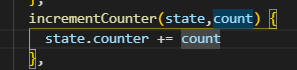 },
incrementCounter(state,count) {
state.counter += count
},